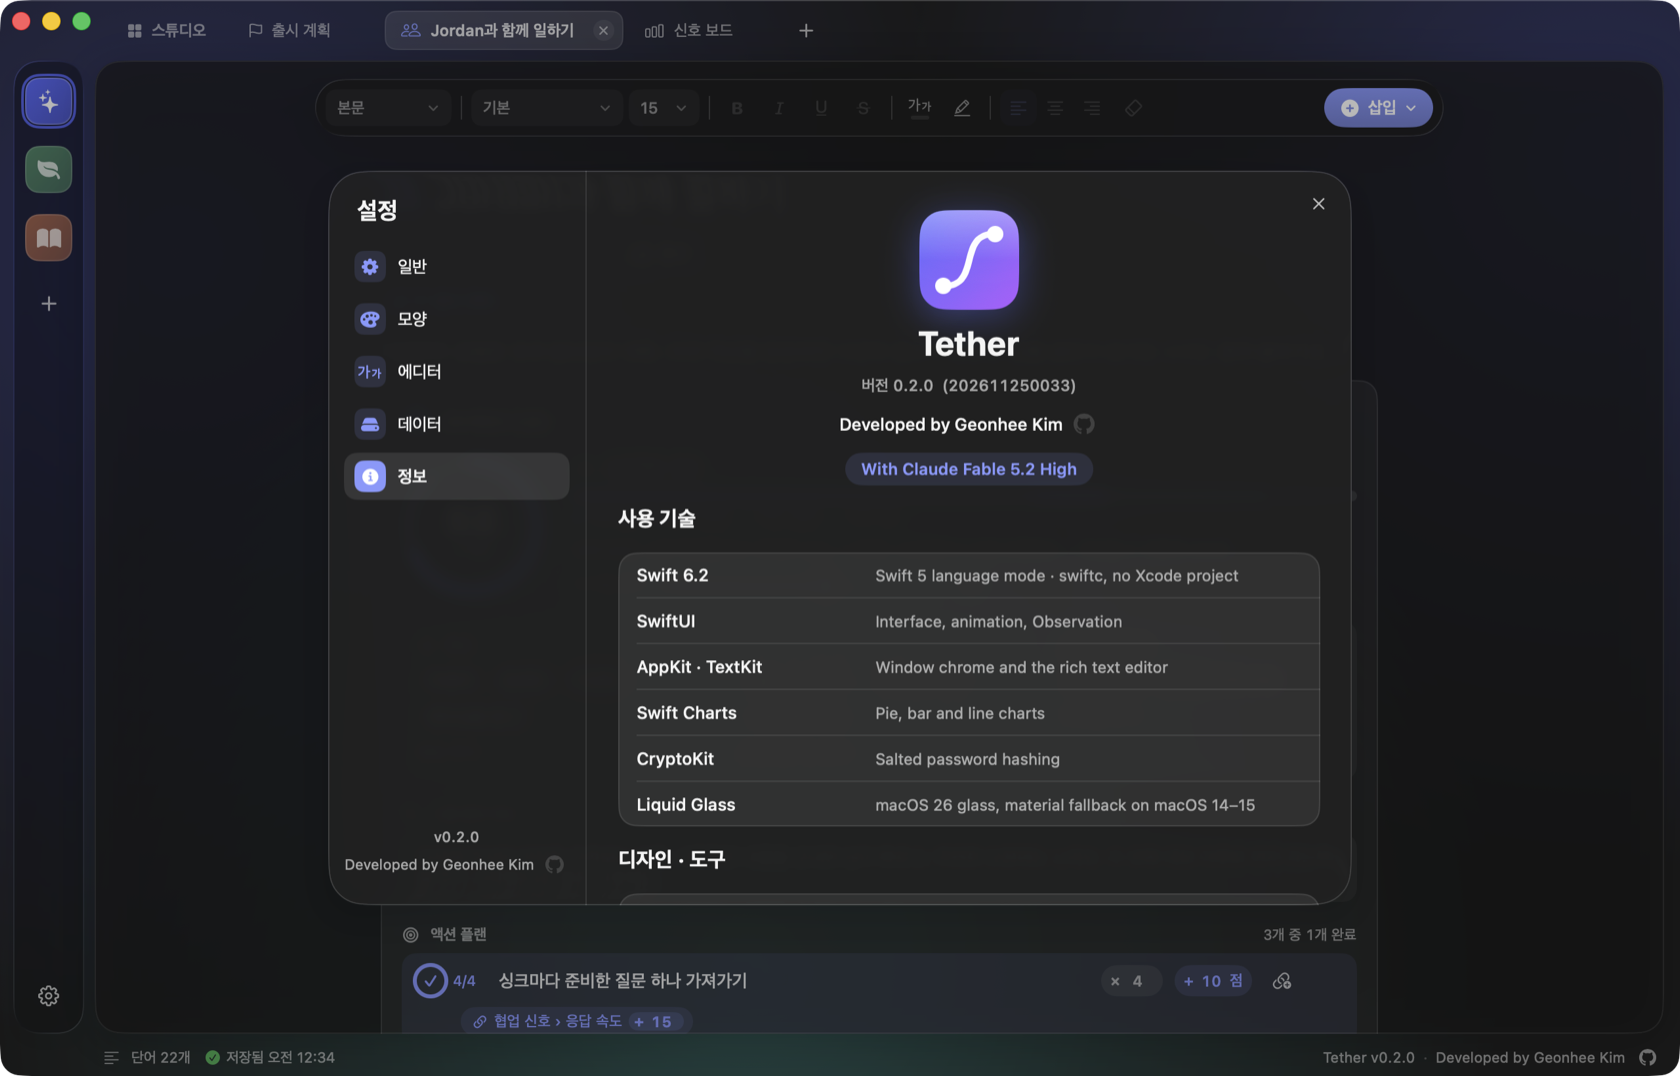 스튜디오
출시 계획
Jordan과 함께 일하기
신호 보드
본문
기본
15
B I U S
가가
삽입
설정
일반
모양
가가 에디터
데이터
정보
v0.2.0
Developed by Geonhee Kim
Tether
버전 0.2.0 (202611250033)
Developed by Geonhee Kim
With Claude Fable 5.2 High
사용 기술
Swift 6.2 Swift 5 language mode · swiftc, no Xcode project
SwiftUI Interface, animation, Observation
AppKit · TextKit Window chrome and the rich text editor
Swift Charts Pie, bar and line charts
CryptoKit Salted password hashing
Liquid Glass macOS 26 glass, material fallback on macOS 14–15
디자인 · 도구
액션 플랜 3개 중 1개 완료
4/4 싱크마다 준비한 질문 하나 가져가기 × 4 + 10 점
협업 신호 › 응답 속도 + 15
단어 22개 저장됨 오전 12:34
Tether v0.2.0 · Developed by Geonhee Kim